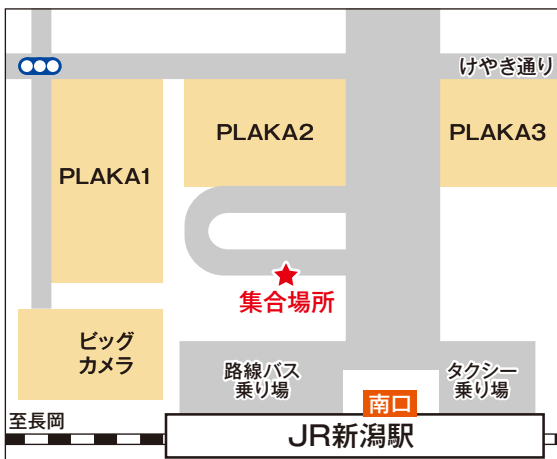 けやき通り
PLAKA1
PLAKA2
PLAKA3
集合場所
ビッグ
カメラ
路線バス
乗り場
タクシー
乗り場
南口
至長岡
JR新潟駅